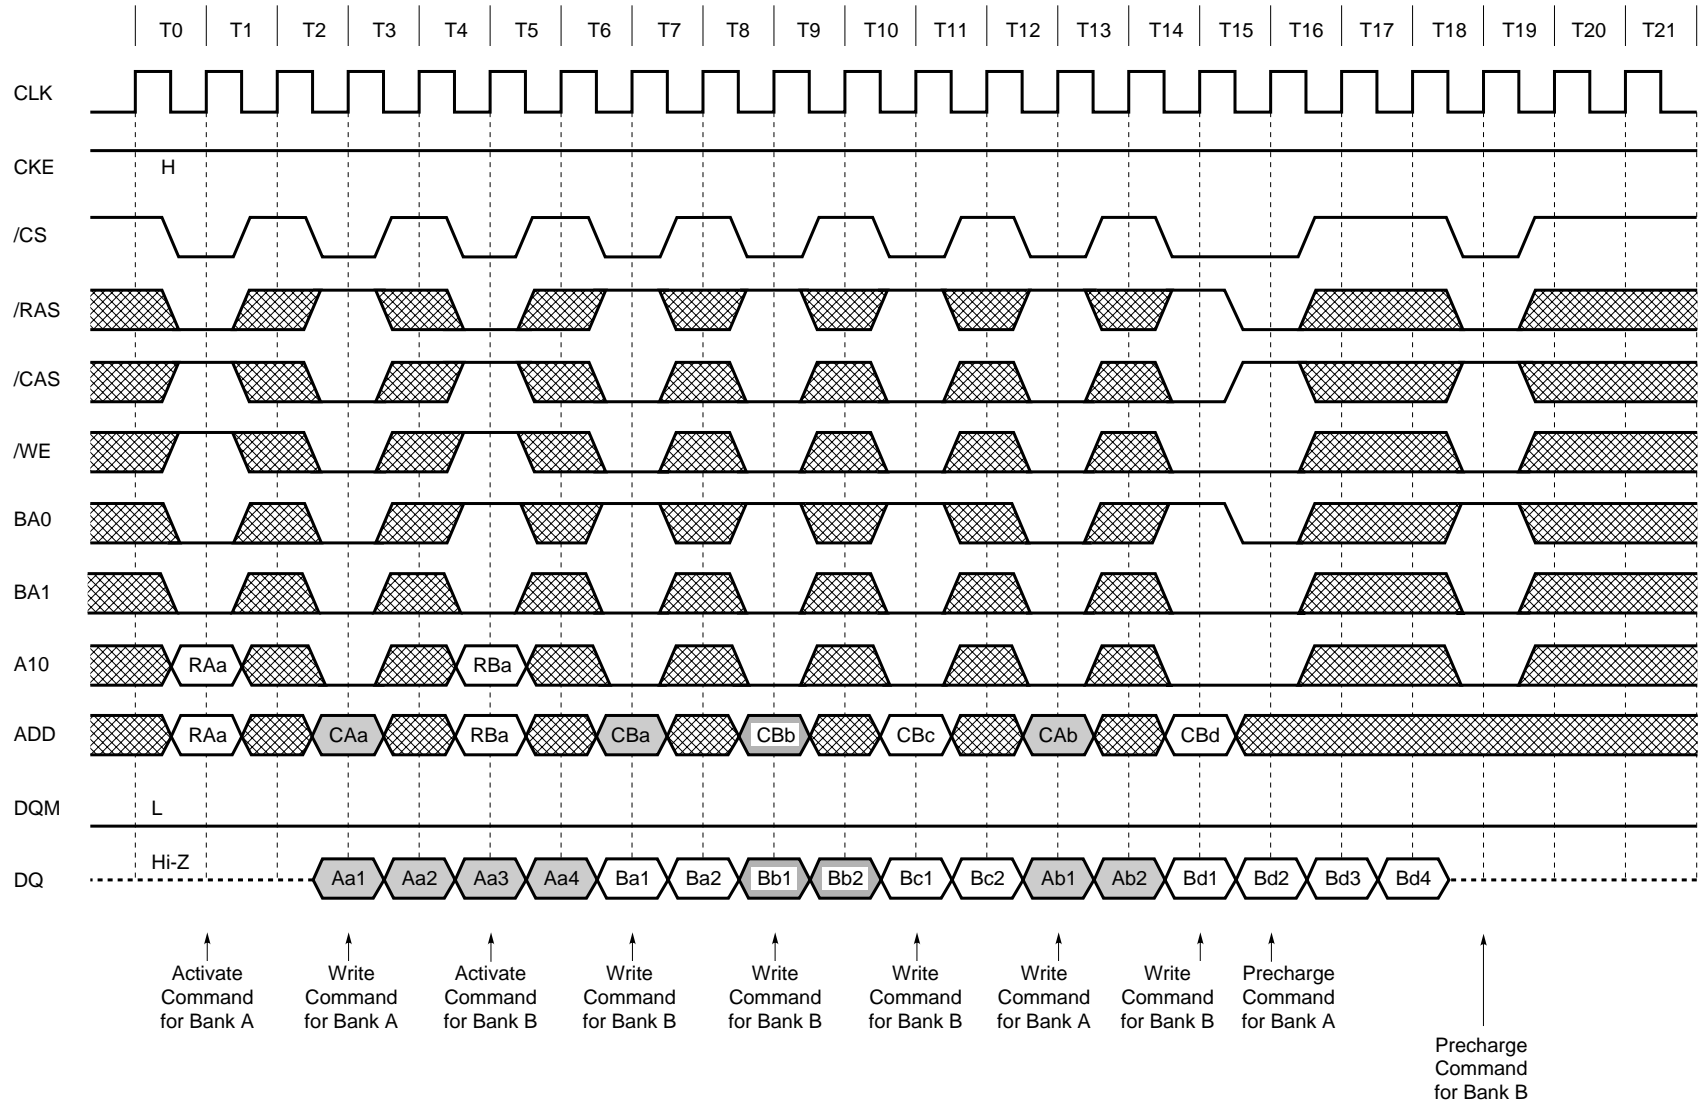 T0 T1 T2 T3 T4 T5 T6 T7 T8 T9 T10 T11 T12 T13 T14 T15 T16 T17 T18 T19 T20 T21
CLK
CKE H
/CS
/RAS
/CAS
/WE
BA0
BA1
A10 RAa RBa
ADD RAa CAa RBa CBa CBb CBc CAb CBd
DQM L
Hi-Z
DQ Aa1 Aa2 Aa3 Aa4 Ba1 Ba2 Bb1 Bb2 Bc1 Bc2 Ab1 Ab2 Bd1 Bd2 Bd3 Bd4
Activate
Command
for Bank A
Write
Command
for Bank A
Activate
Command
for Bank B
Write
Command
for Bank B
Write
Command
for Bank B
Write
Command
for Bank B
Write
Command
for Bank A
Write
Command
for Bank B
Precharge
Command
for Bank A
Precharge
Command
for Bank B